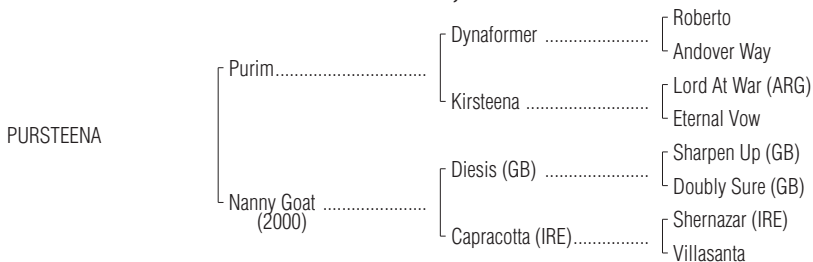 Roberto
Dynaformer ......................
Andover Way
Purim................................
Lord At War (ARG)
Kirsteena ..........................
Eternal Vow
PURSTEENA
Sharpen Up (GB)
Diesis (GB) ......................
Doubly Sure (GB)
Nanny Goat ......................
(2000)
Shernazar (IRE)
Capracotta (IRE)................
Villasanta